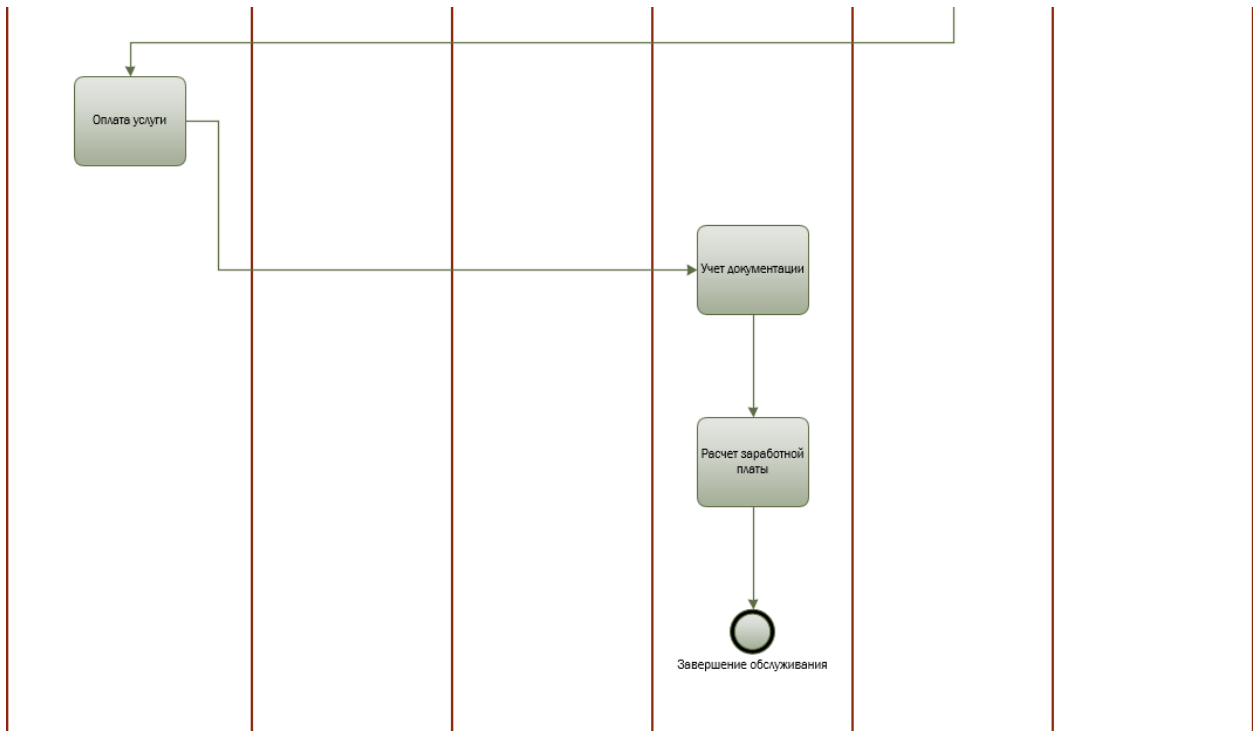 Оплата услуги
Учет документации
Расчет заработной
платы
Завершение обслуживания